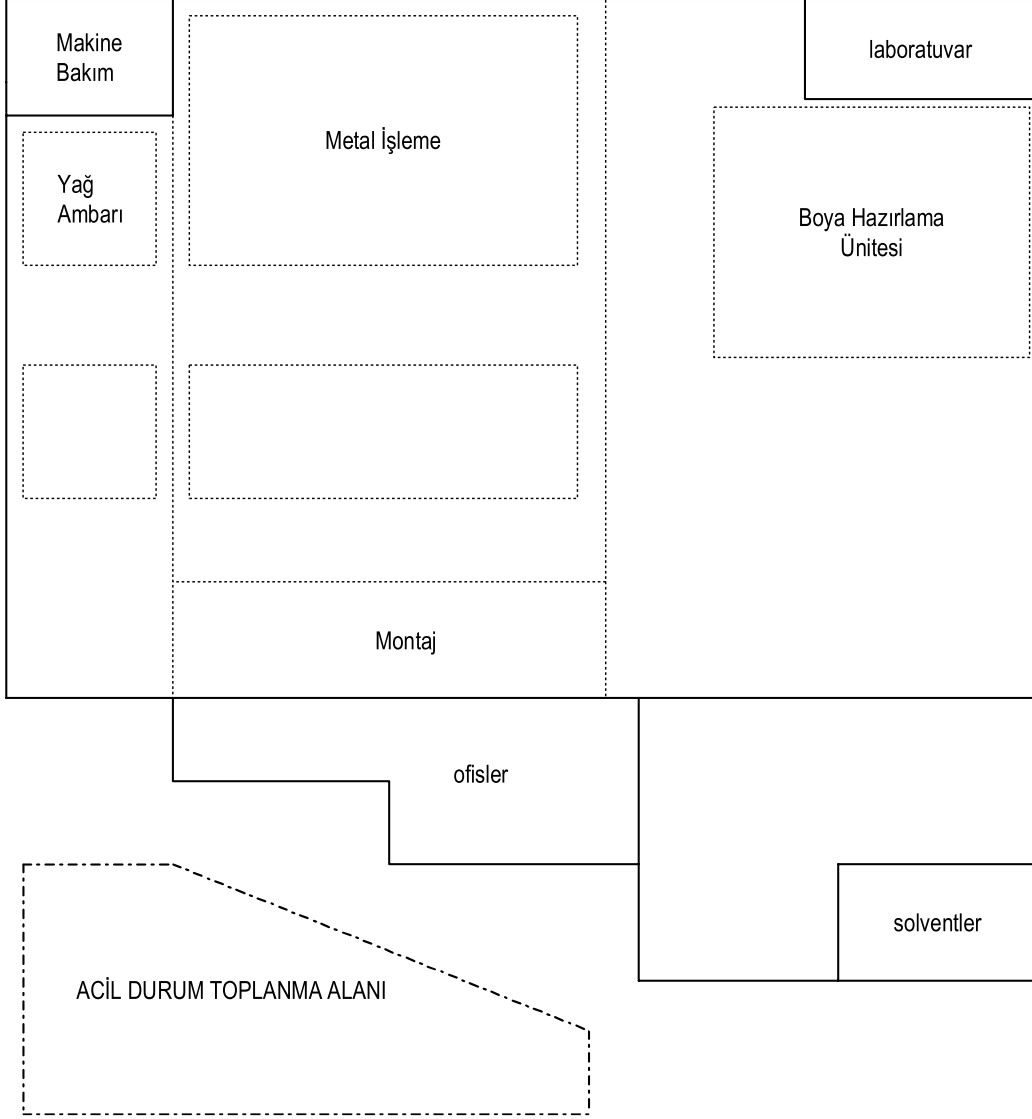 Makine
Bakım
laboratuvar
Metal İşleme
Yağ
Ambarı
Boya Hazırlama
Ünitesi
Montaj
ofisler
solventler
ACİL DURUM TOPLANMA ALANI